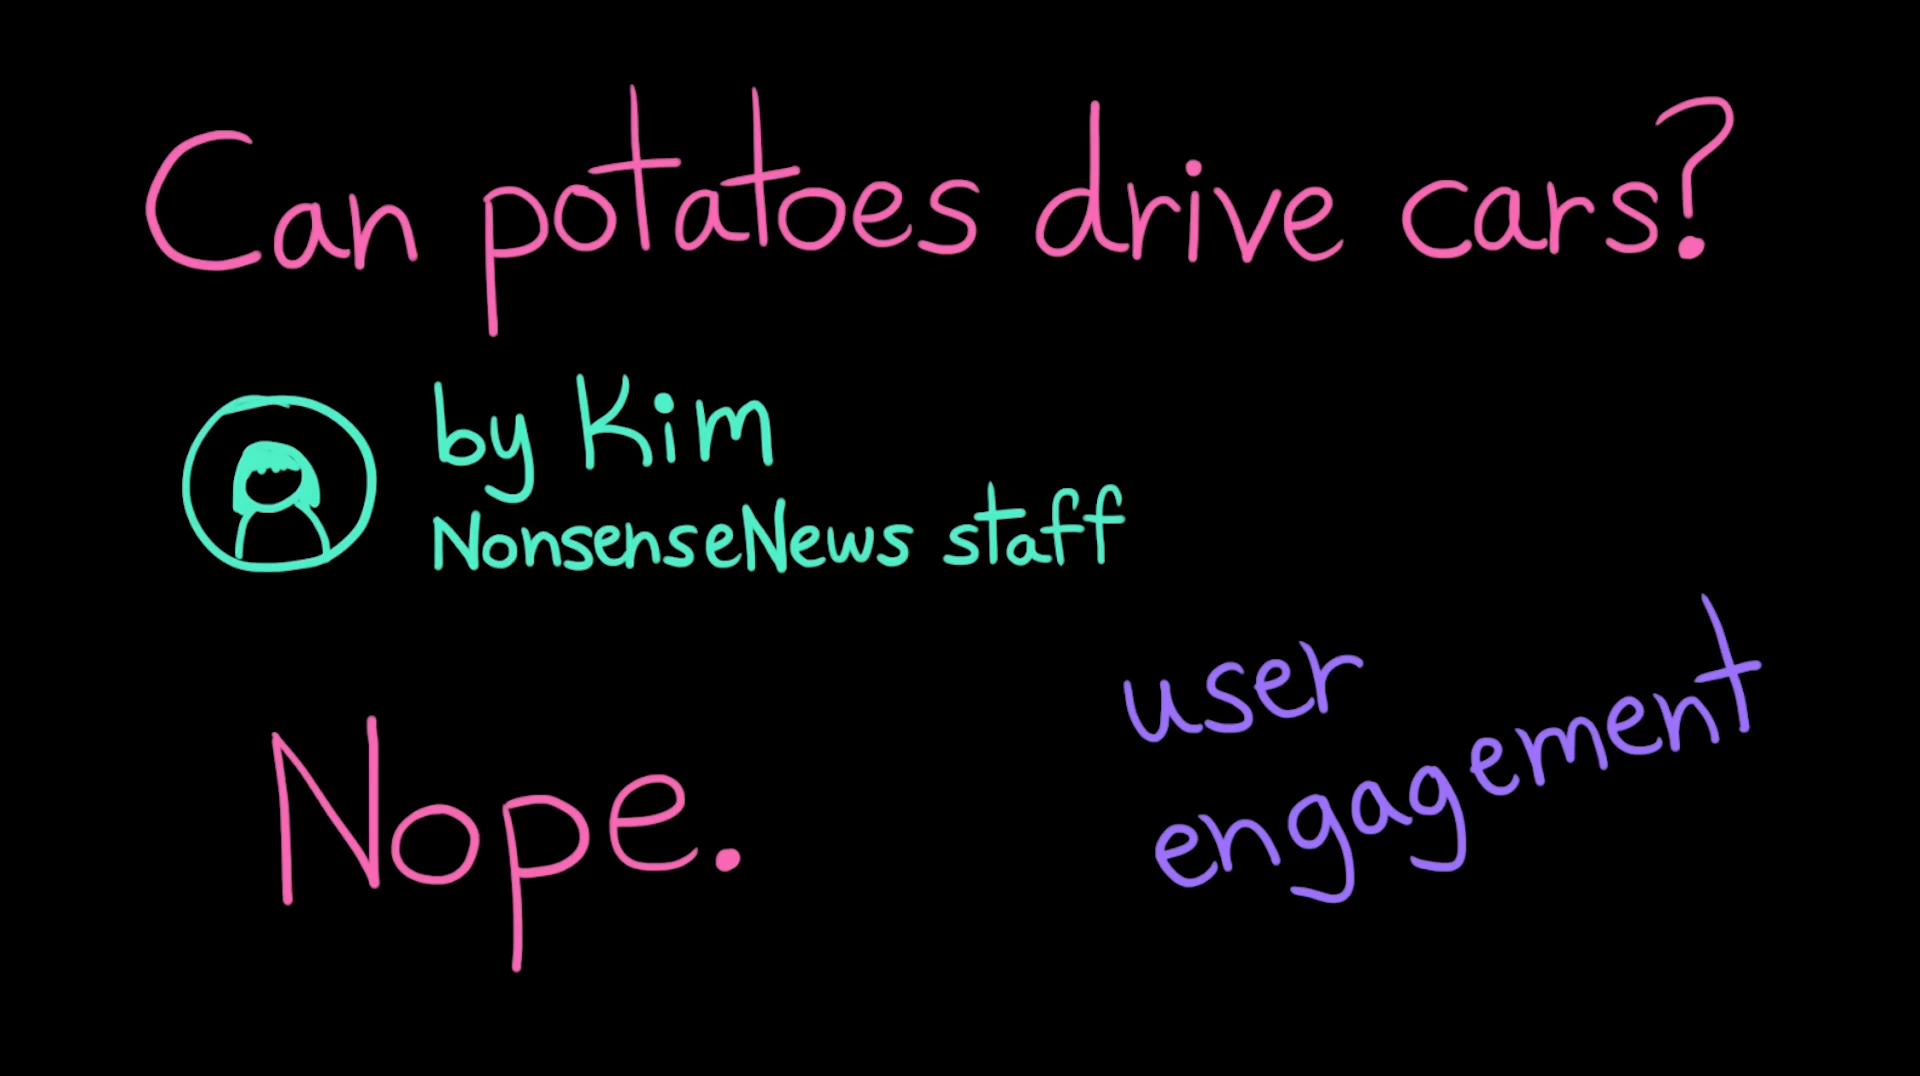 Can potatoes drive cars?
by Kim
NonsenseNews staff
Nope.
user
engagement